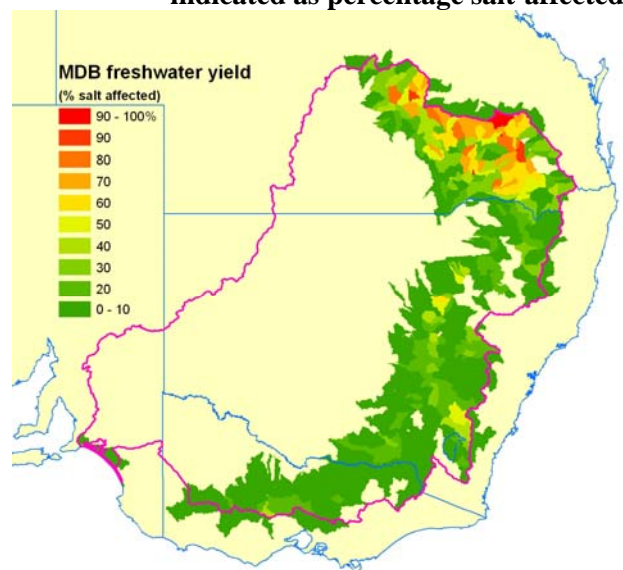 indicated as percentage salt-affected
MDB freshwater yield
(% salt affected)
90 - 100%
90
80
70
60
50
40
30
20
0 - 10